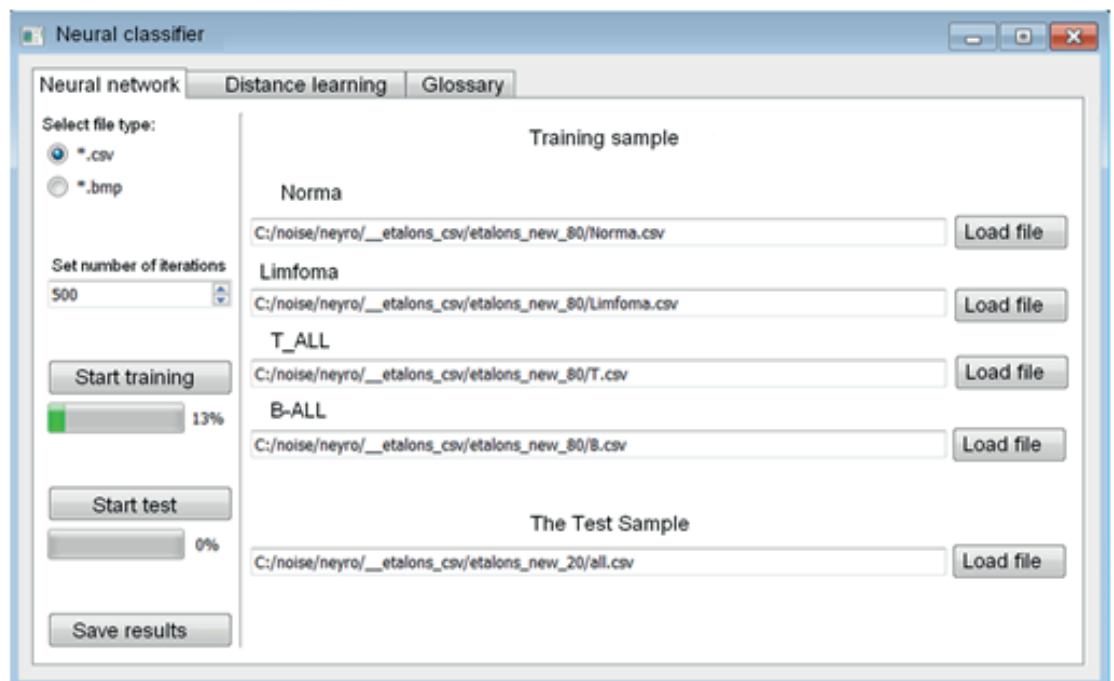 Neural classifier
Neural network
Distance learning
Glossary
Select file type:
*.csv
*.bmp
Set number of iterations
500
Start training
13%
Start test
0%
Save results
Training sample
Norma
C:/noise/neyro/__etalons_csv/etalons_new_80/Norma.csv
Load file
Limfoma
C:/noise/neyro/__etalons_csv/etalons_new_80/Limfoma.csv
Load file
T_ALL
C:/noise/neyro/__etalons_csv/etalons_new_80/T.csv
Load file
B-ALL
C:/noise/neyro/__etalons_csv/etalons_new_80/B.csv
Load file
The Test Sample
C:/noise/neyro/__etalons_csv/etalons_new_20/all.csv
Load file